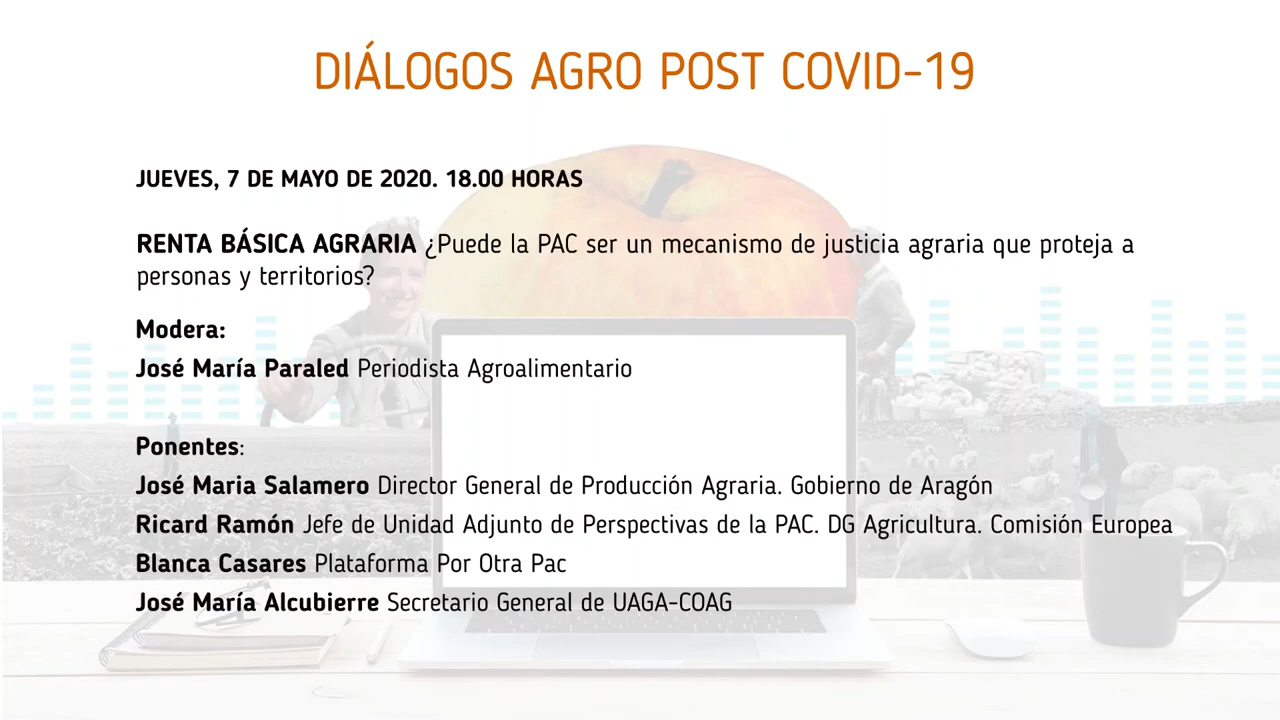 DIÁLOGOS AGRO POST COVID-19
JUEVES, 7 DE MAYO DE 2020. 18.00 HORAS
RENTA BÁSICA AGRARIA ¿Puede la PAC ser un mecanismo de justicia agraria que proteja a
personas y territorios?
Modera:
José María Paraled Periodista Agroalimentario
Ponentes:
José Maria Salamero Director General de Producción Agraria. Gobierno de Aragón
Ricard Ramón Jefe de Unidad Adjunto de Perspectivas de la PAC. DG Agricultura. Comisión Europea
Blanca Casares Plataforma Por Otra Pac
José María Alcubierre Secretario General de UAGA-COAG